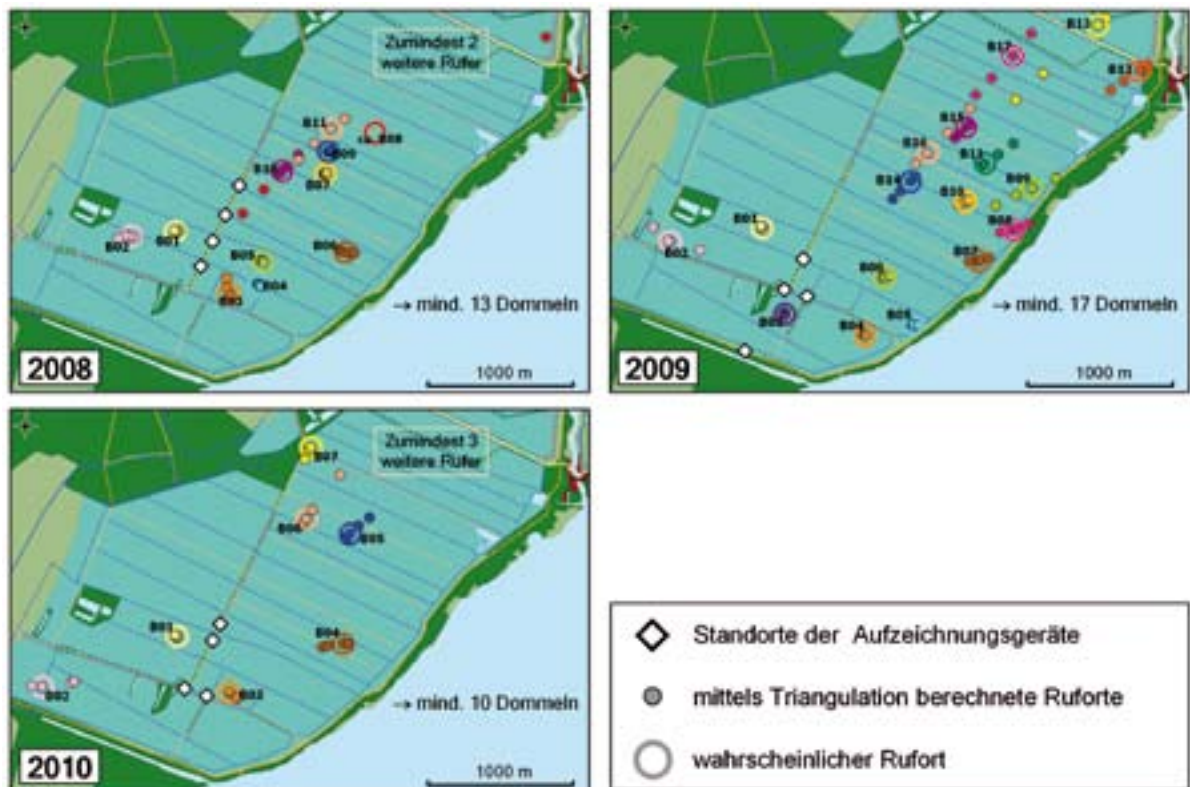 Zumindest 2
weitere Rufer
B11
B08
B09
B10
B07
B02
B01
B06
B05
B04
B03
→ mind. 13 Dommeln
2008
1000 m
B13
B17
B12
B15
B16
B11
B14
B10
B09
B08
B01
B02
B07
B06
B05
B04
B03
→ mind. 17 Dommeln
2009
1000 m
Zumindest 3
weitere Rufer
B07
B06
B05
B01
B04
B02
B03
→ mind. 10 Dommeln
2010
1000 m
Standorte der Aufzeichnungsgeräte
mittels Triangulation berechnete Ruforte
wahrscheinlicher Rufort